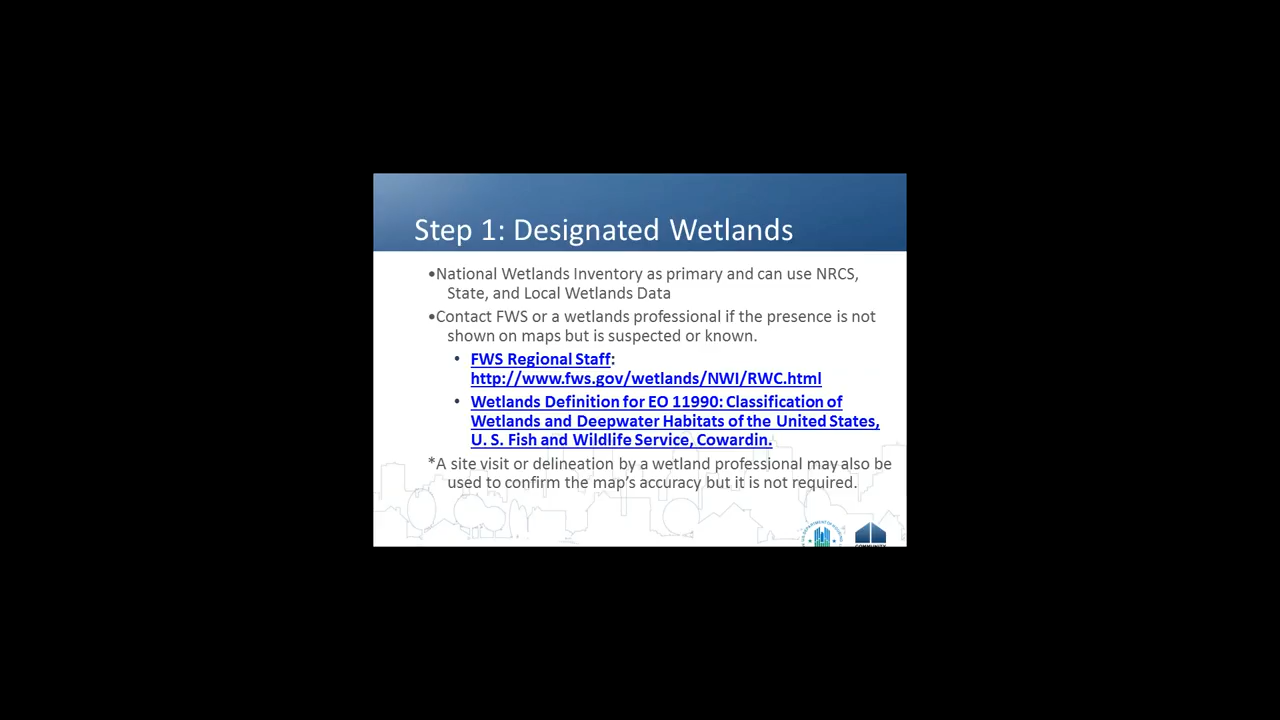 Step 1: Designated Wetlands
•National Wetlands Inventory as primary and can use NRCS,
State, and Local Wetlands Data
•Contact FWS or a wetlands professional if the presence is not
shown on maps but is suspected or known.
• FWS Regional Staff:
http://www.fws.gov/wetlands/NWI/RWC.html
• Wetlands Definition for EO 11990: Classification of
Wetlands and Deepwater Habitats of the United States,
U. S. Fish and Wildlife Service, Cowardin.
*A site visit or delineation by a wetland professional may also be
used to confirm the map's accuracy but it is not required.
COMMUNITY